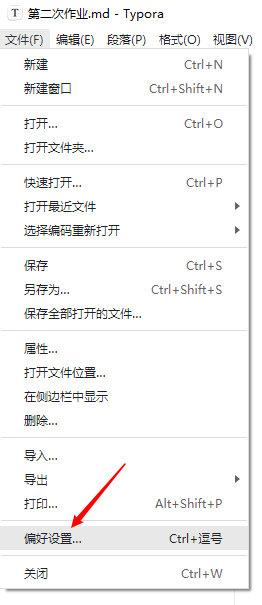 T 第二次作业.md - Typora
文件(F) 编辑(E) 段落(P) 格式(O) 视图(V)
新建 Ctrl+N
新建窗口 Ctrl+Shift+N
打开... Ctrl+O
打开文件夹...
快速打开... Ctrl+P
打开最近文件
选择编码重新打开
保存 Ctrl+S
另存为... Ctrl+Shift+S
保存全部打开的文件...
属性...
打开文件位置...
在侧边栏中显示
删除...
导入...
导出
打印... Alt+Shift+P
偏好设置... Ctrl+逗号
关闭 Ctrl+W